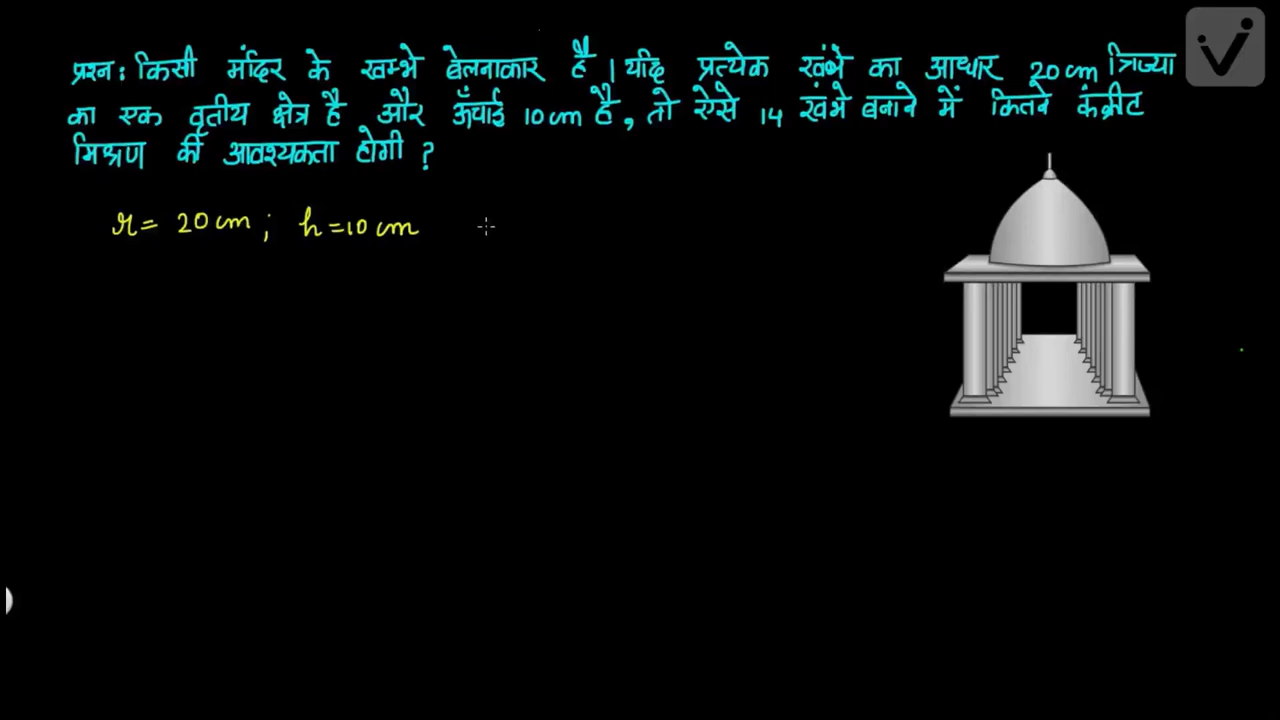 प्रश्न : किसी मंदिर के खम्भे बेलनाकार हैं । यदि प्रत्येक खंभे का आधार 20 cm त्रिज्या
का एक वृतीय क्षेत्र है और ऊँचाई 10 cm है , तो ऐसे 14 खंभे बनाने में कितने कंक्रीट
मिश्रण की आवश्यकता होगी ?
r = 20 cm ; h = 10 cm